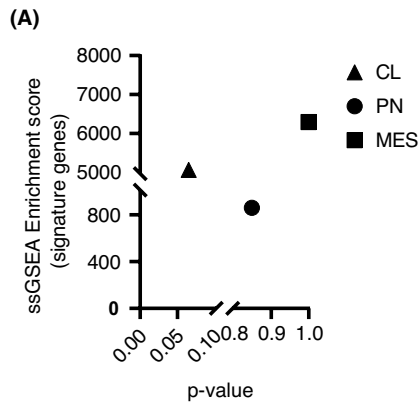 (A)
ssGSEA Enrichment score
(signature genes)
8000
7000
6000
5000
800
400
0
0.00
0.05
0.10
0.8
0.9
1.0
p-value
CL
PN
MES